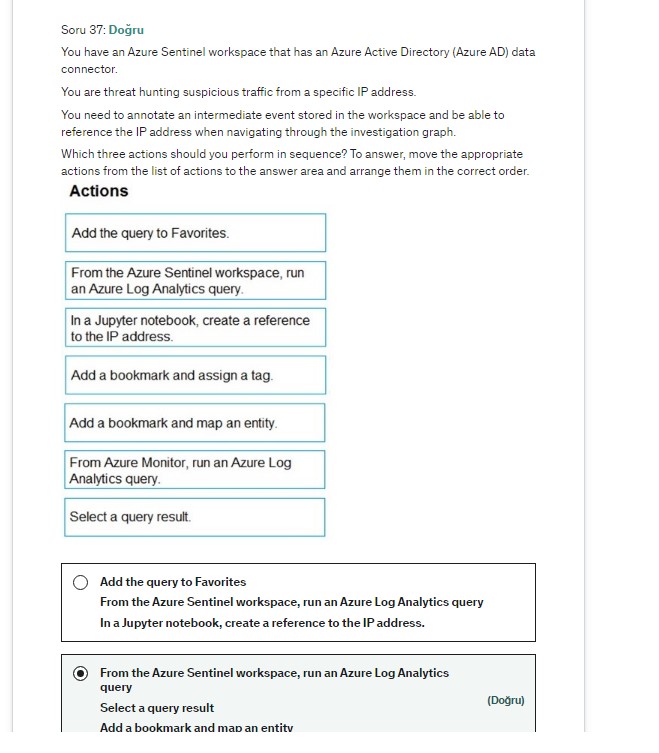 Soru 37: Doğru
You have an Azure Sentinel workspace that has an Azure Active Directory (Azure AD) data
connector.
You are threat hunting suspicious traffic from a specific IP address.
You need to annotate an intermediate event stored in the workspace and be able to
reference the IP address when navigating through the investigation graph.
Which three actions should you perform in sequence? To answer, move the appropriate
actions from the list of actions to the answer area and arrange them in the correct order.
Actions
Add the query to Favorites.
From the Azure Sentinel workspace, run
an Azure Log Analytics query.
In a Jupyter notebook, create a reference
to the IP address.
Add a bookmark and assign a tag.
Add a bookmark and map an entity.
From Azure Monitor, run an Azure Log
Analytics query.
Select a query result.
Add the query to Favorites
From the Azure Sentinel workspace, run an Azure Log Analytics query
In a Jupyter notebook, create a reference to the IP address.
From the Azure Sentinel workspace, run an Azure Log Analytics
query
(Doğru)
Select a query result
Add a bookmark and map an entity